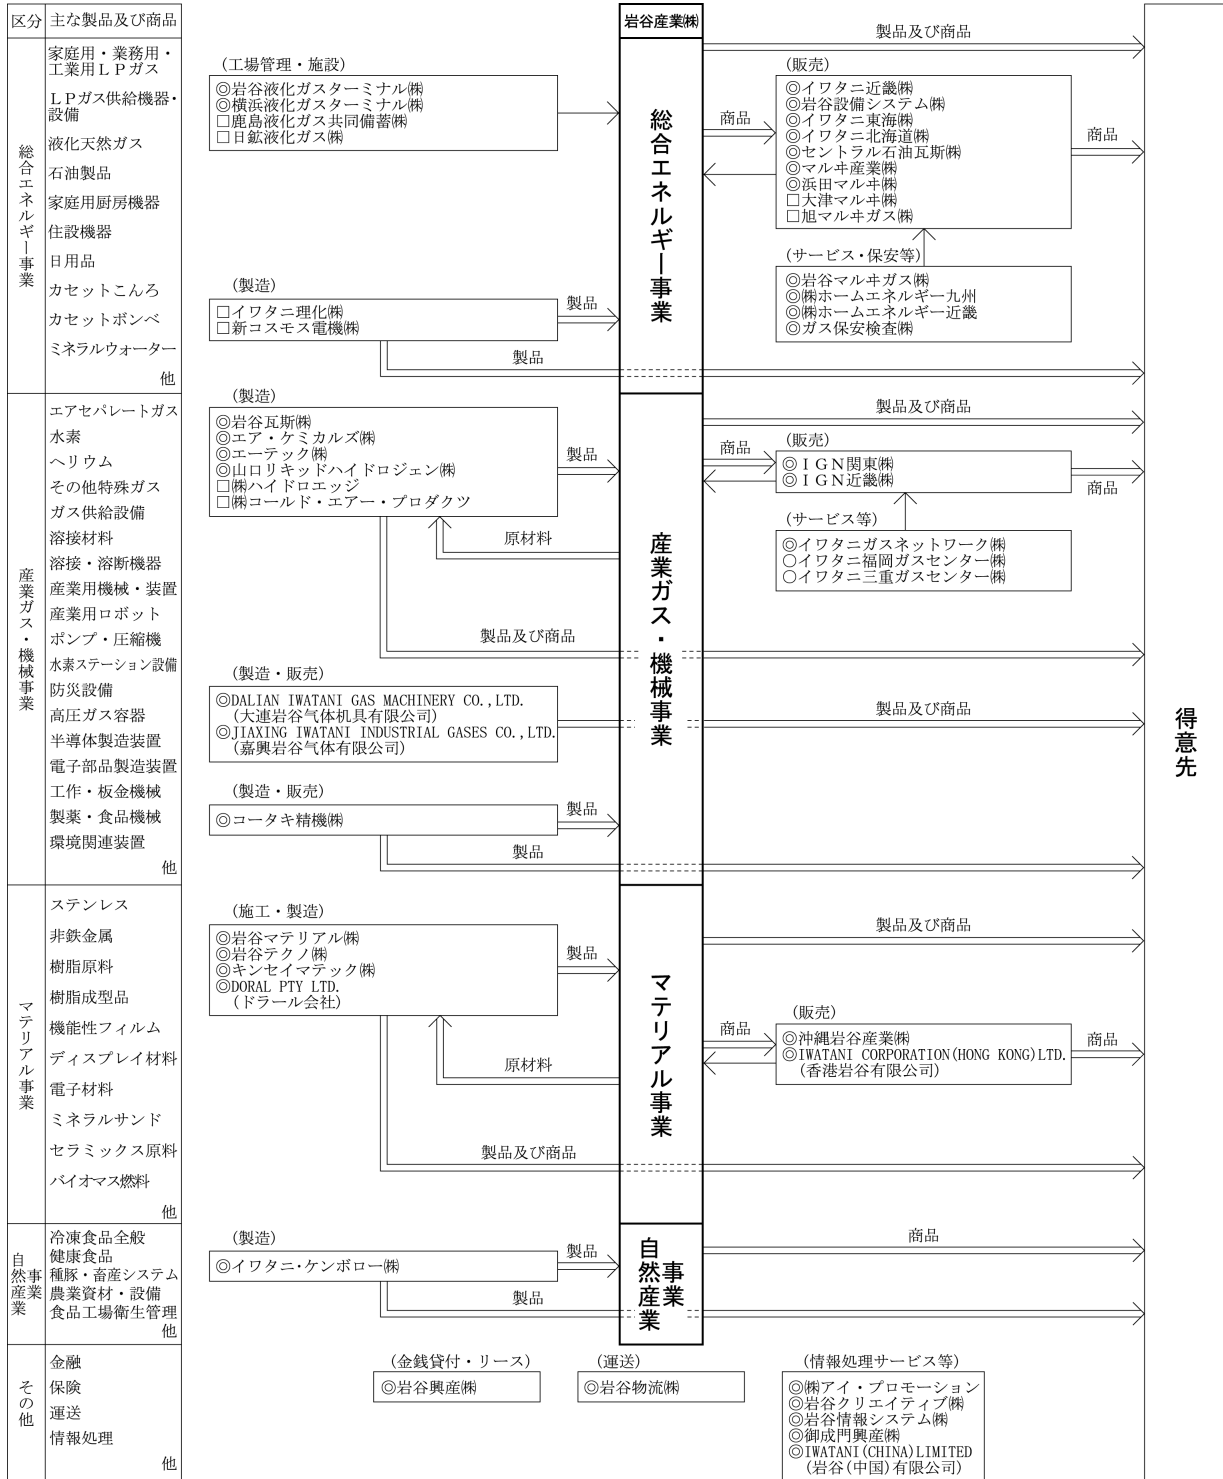 区分
主な製品及び商品
岩谷産業㈱
得意先
総合エネルギー事業
家庭用・業務用・
工業用ＬＰガス
ＬＰガス供給機器・
設備
液化天然ガス
石油製品
家庭用厨房機器
住設機器
日用品
カセットこんろ
カセットボンベ
ミネラルウォーター
他
(工場管理・施設)
◎岩谷液化ガスターミナル㈱
◎横浜液化ガスターミナル㈱
□鹿島液化ガス共同備蓄㈱
□日鉱液化ガス㈱
(製造)
□イワタニ理化㈱
□新コスモス電機㈱
製品
製品
総合エネルギー事業
製品及び商品
商品
(販売)
◎イワタニ近畿㈱
◎岩谷設備システム㈱
◎イワタニ東海㈱
◎イワタニ北海道㈱
◎セントラル石油瓦斯㈱
◎マルヰ産業㈱
◎浜田マルヰ㈱
□大津マルヰ㈱
□旭マルヰガス㈱
商品
(サービス・保安等)
◎岩谷マルヰガス㈱
◎㈱ホームエネルギー九州
◎㈱ホームエネルギー近畿
◎ガス保安検査㈱
産業ガス・機械事業
エアセパレートガス
水素
ヘリウム
その他特殊ガス
ガス供給設備
溶接材料
溶接・溶断機器
産業用機械・装置
産業用ロボット
ポンプ・圧縮機
水素ステーション設備
防災設備
高圧ガス容器
半導体製造装置
電子部品製造装置
工作・板金機械
製薬・食品機械
環境関連装置
他
(製造)
◎岩谷瓦斯㈱
◎エア・ケミカルズ㈱
◎エーテック㈱
◎山口リキッドハイドロジェン㈱
□㈱ハイドロエッジ
□㈱コールド・エアー・プロダクツ
製品
原材料
製品及び商品
(製造・販売)
◎DALIAN IWATANI GAS MACHINERY CO.,LTD.
(大連岩谷气体机具有限公司)
◎JIAXING IWATANI INDUSTRIAL GASES CO.,LTD.
(嘉興岩谷气体有限公司)
(製造・販売)
◎コータキ精機㈱
製品
製品
産業ガス・機械事業
製品及び商品
商品
(販売)
◎ＩＧＮ関東㈱
◎ＩＧＮ近畿㈱
商品
(サービス等)
◎イワタニガスネットワーク㈱
○イワタニ福岡ガスセンター㈱
○イワタニ三重ガスセンター㈱
製品及び商品
マテリアル事業
ステンレス
非鉄金属
樹脂原料
樹脂成型品
機能性フィルム
ディスプレイ材料
電子材料
ミネラルサンド
セラミックス原料
バイオマス燃料
他
(施工・製造)
◎岩谷マテリアル㈱
◎岩谷テクノ㈱
◎キンセイマテック㈱
◎DORAL PTY LTD.
(ドラール会社)
製品
原材料
製品及び商品
マテリアル事業
製品及び商品
商品
(販売)
◎沖縄岩谷産業㈱
◎IWATANI CORPORATION(HONG KONG)LTD.
(香港岩谷有限公司)
商品
自然産業事業
冷凍食品全般
健康食品
種豚・畜産システム
農業資材・設備
食品工場衛生管理
他
(製造)
◎イワタニ・ケンボロー㈱
製品
製品
自然産業事業
商品
その他
金融
保険
運送
情報処理
他
(金銭貸付・リース)
◎岩谷興産㈱
(運送)
◎岩谷物流㈱
(情報処理サービス等)
◎㈱アイ・プロモーション
◎岩谷クリエイティブ㈱
◎岩谷情報システム㈱
◎御成門興産㈱
◎IWATANI(CHINA)LIMITED
(岩谷(中国)有限公司)